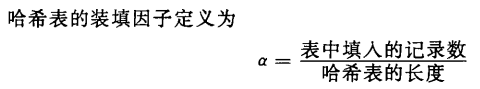 哈希表的装填因子定义为
α = 表中填入的记录数
哈希表的长度